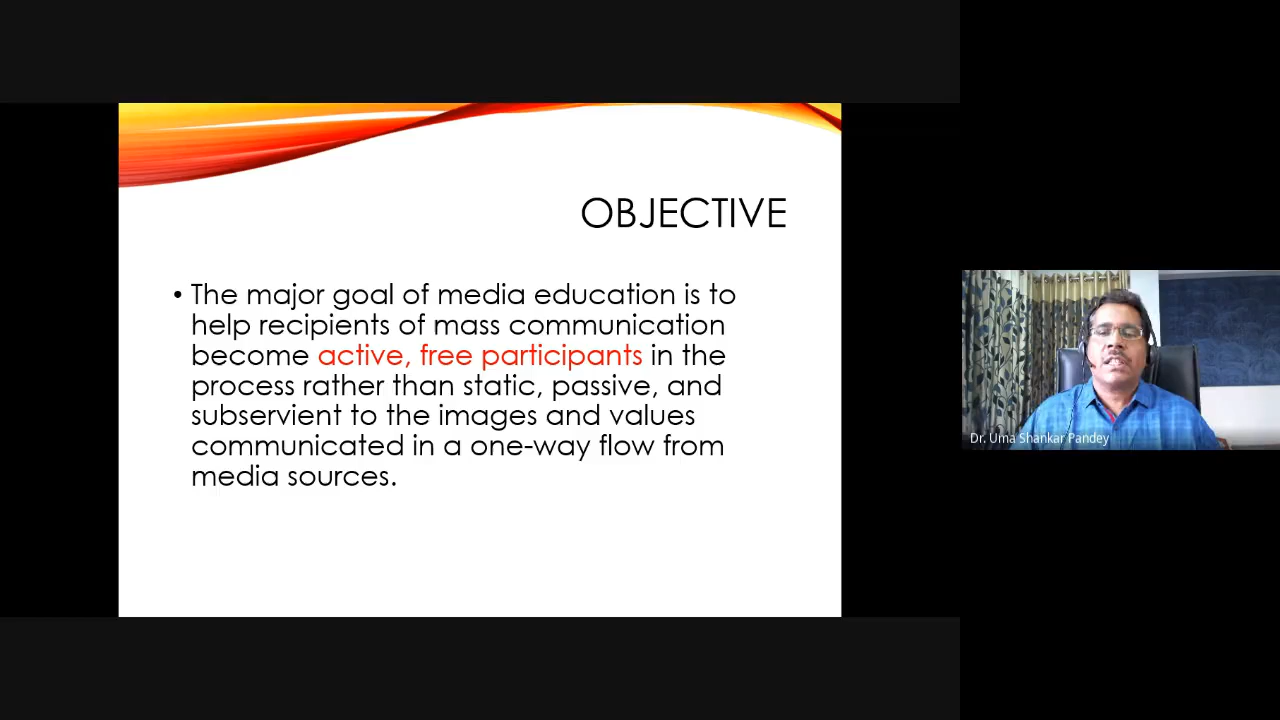 OBJECTIVE
• The major goal of media education is to
help recipients of mass communication
become active, free participants in the
process rather than static, passive, and
subservient to the images and values
communicated in a one-way flow from
media sources.
Dr. Uma Shankar Pandey